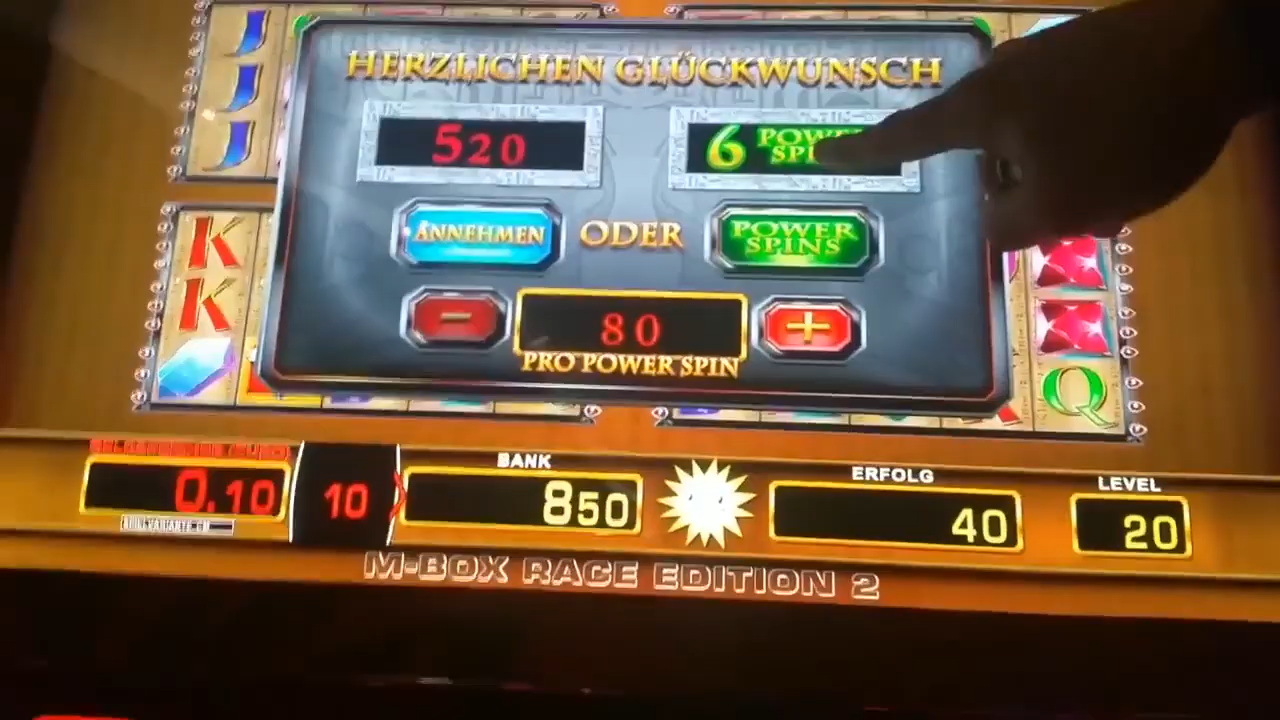 HERZLICHEN GLÜCKWUNSCH
520
6 POWER SPINS
ANNEHMEN ODER POWER SPINS
- 80 +
PRO POWER SPIN
J
J
J
K
K
Q
BANK
ERFOLG
LEVEL
0,10
10
850
40
20
M-BOX RACE EDITION 2